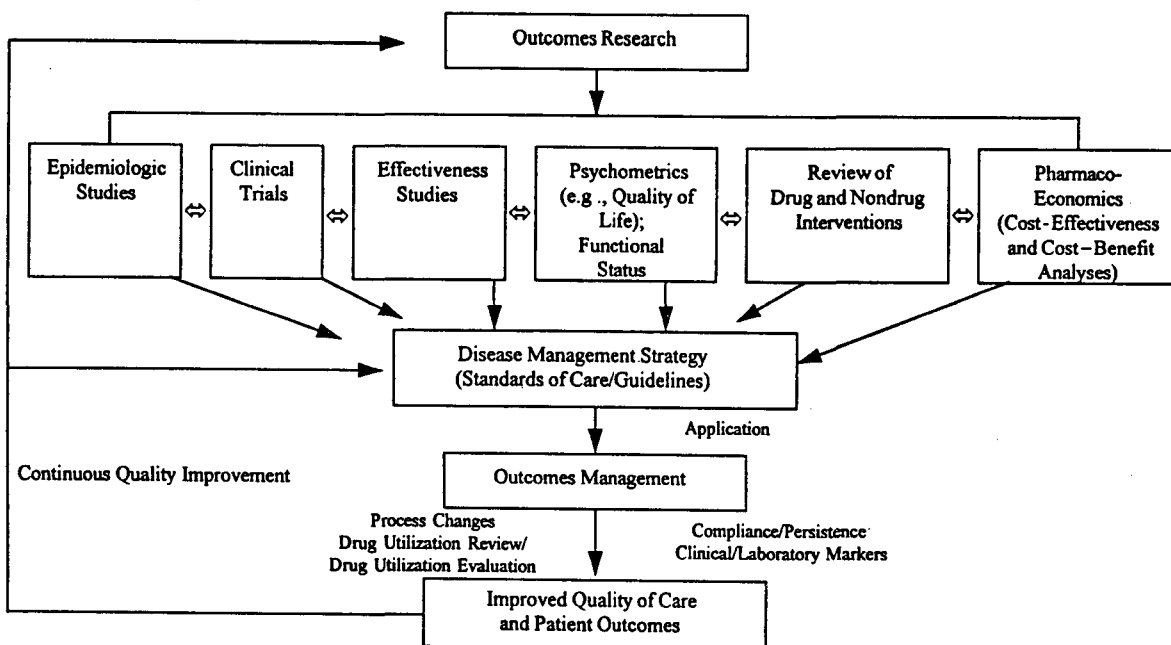 Outcomes Research
Epidemiologic
Studies
Clinical
Trials
Effectiveness
Studies
Psychometrics
(e.g ., Quality of
Life);
Functional
Status
Review of
Drug and Nondrug
Interventions
Pharmaco-
Economics
(Cost-Effectiveness
and Cost–Benefit
Analyses)
Disease Management Strategy
(Standards of Care/Guidelines)
Application
Continuous Quality Improvement
Outcomes Management
Process Changes
Drug Utilization Review/
Drug Utilization Evaluation
Compliance/Persistence
Clinical/Laboratory Markers
Improved Quality of Care
and Patient Outcomes